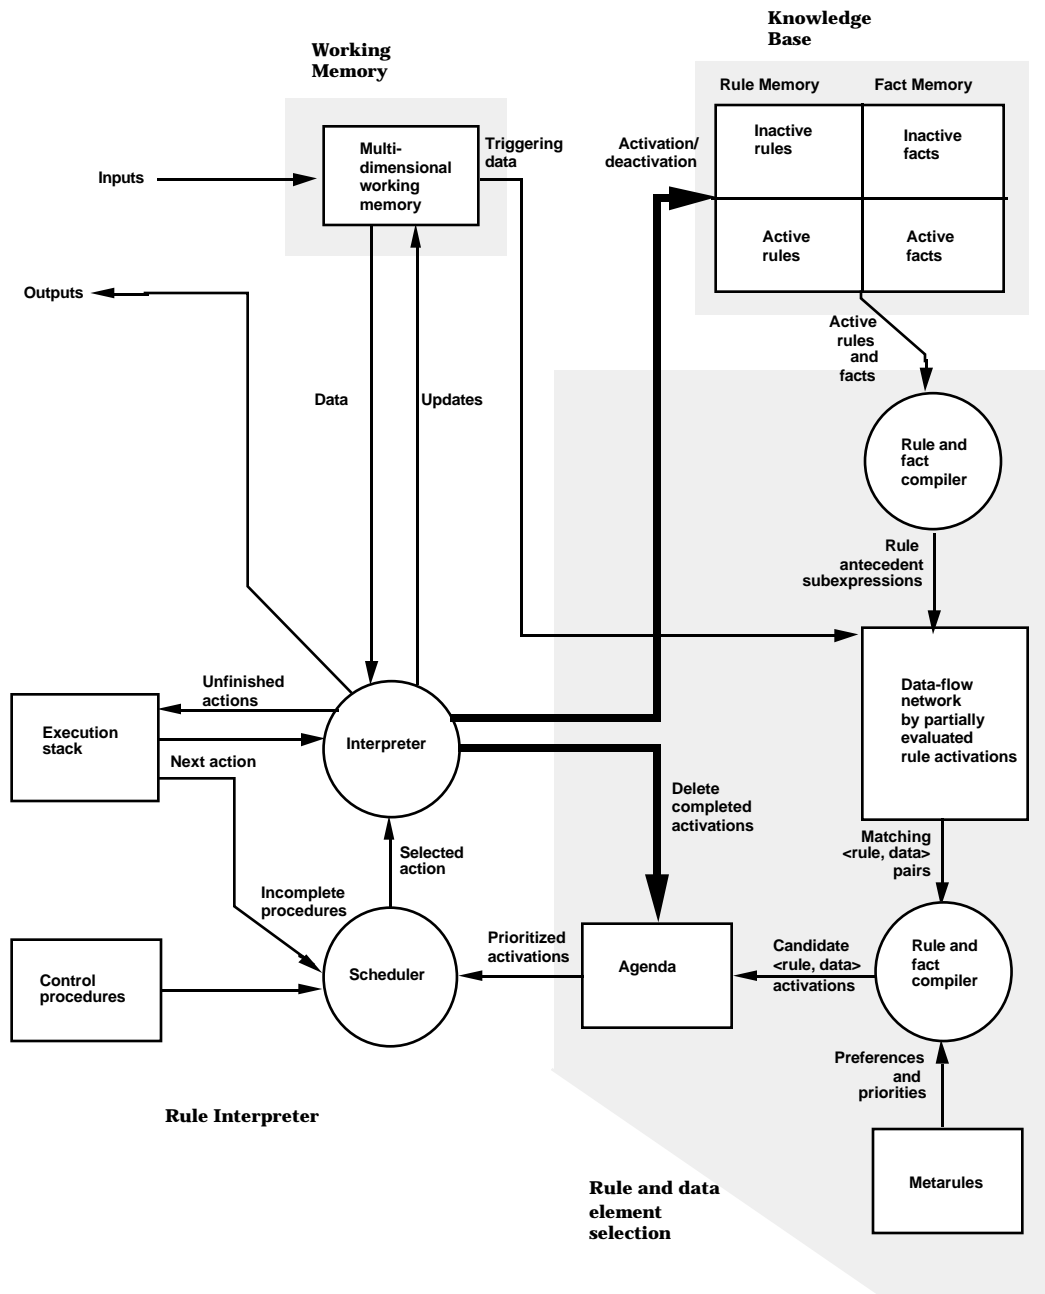 Knowledge
Base
Working
Memory
Rule Memory
Fact Memory
Inactive
rules
Inactive
facts
Active
rules
Active
facts
Multi-
dimensional
working
memory
Triggering
data
Activation/
deactivation
Inputs
Outputs
Active
rules
and
facts
Data
Updates
Rule and
fact
compiler
Rule
antecedent
subexpressions
Unfinished
actions
Execution
stack
Interpreter
Next action
Data-flow
network
by partially
evaluated
rule activations
Delete
completed
activations
Matching
<rule, data>
pairs
Selected
action
Incomplete
procedures
Prioritized
activations
Candidate
<rule, data>
activations
Rule and
fact
compiler
Control
procedures
Scheduler
Agenda
Preferences
and
priorities
Rule Interpreter
Metarules
Rule and data
element
selection